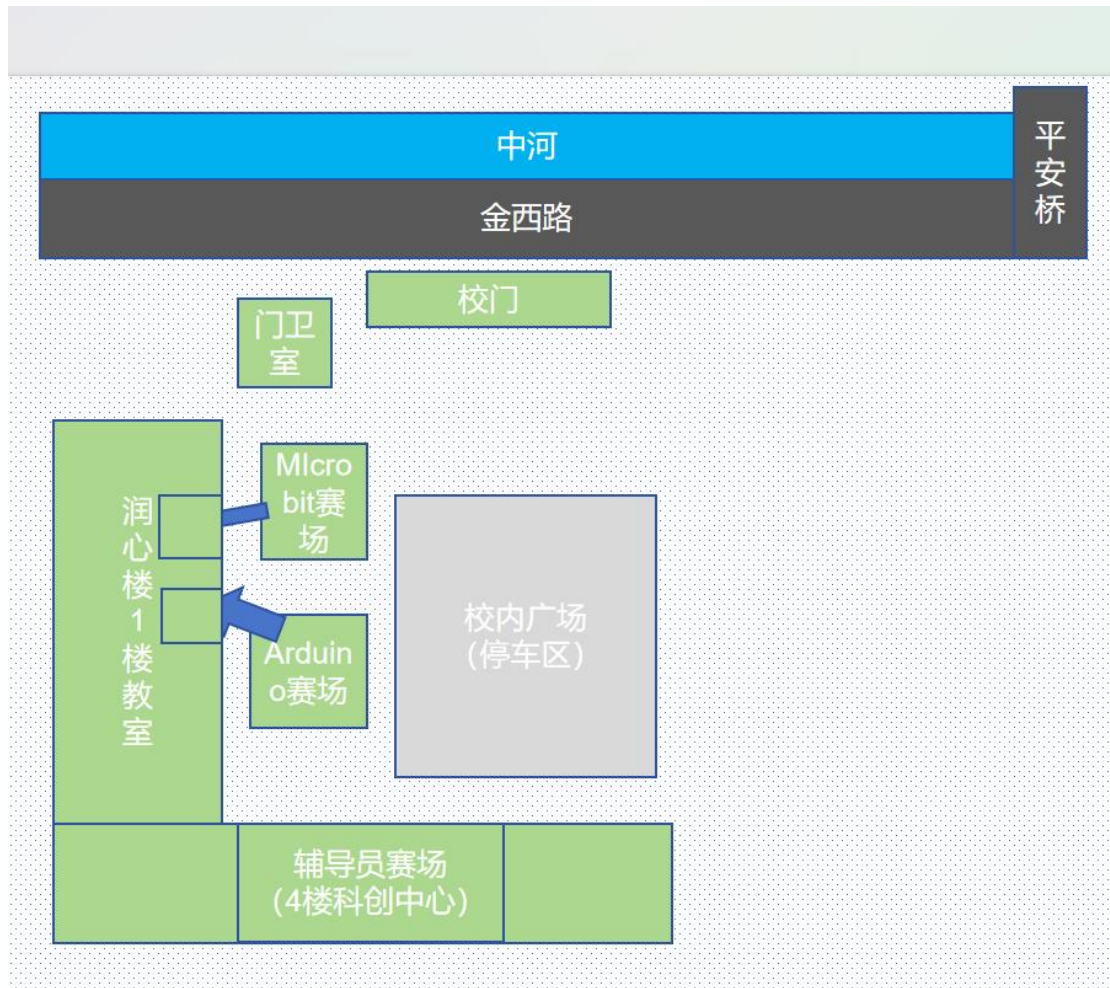 中河
平安桥
金西路
校门
门卫
室
MIcro
bit赛
场
润心楼1楼教室
校内广场
(停车区)
Arduin
o赛场
辅导员赛场
(4楼科创中心)